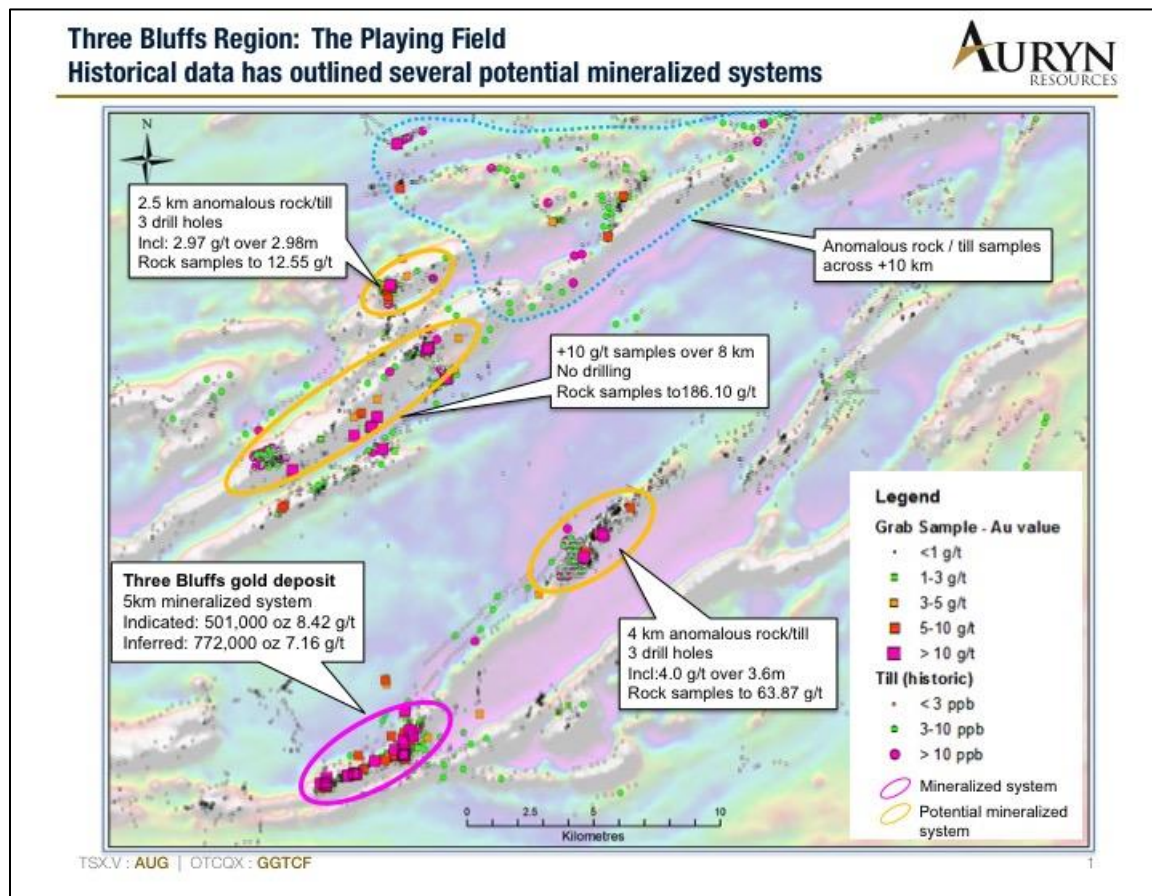 Three Bluffs Region: The Playing Field
Historical data has outlined several potential mineralized systems
AURYN
RESOURCES
N
2.5 km anomalous rock/till
3 drill holes
Incl: 2.97 g/t over 2.98m
Rock samples to 12.55 g/t
Anomalous rock / till samples
across +10 km
+10 g/t samples over 8 km
No drilling
Rock samples to186.10 g/t
Three Bluffs gold deposit
5km mineralized system
Indicated: 501,000 oz 8.42 g/t
Inferred: 772,000 oz 7.16 g/t
4 km anomalous rock/till
3 drill holes
Incl:4.0 g/t over 3.6m
Rock samples to 63.87 g/t
Legend
Grab Sample - Au value
<1 g/t
1-3 g/t
3-5 g/t
5-10 g/t
> 10 g/t
Till (historic)
< 3 ppb
3-10 ppb
> 10 ppb
Mineralized system
Potential mineralized
system
0 2.5 5 10
Kilometres
TSX.V : AUG | OTCQX : GGTCF
1